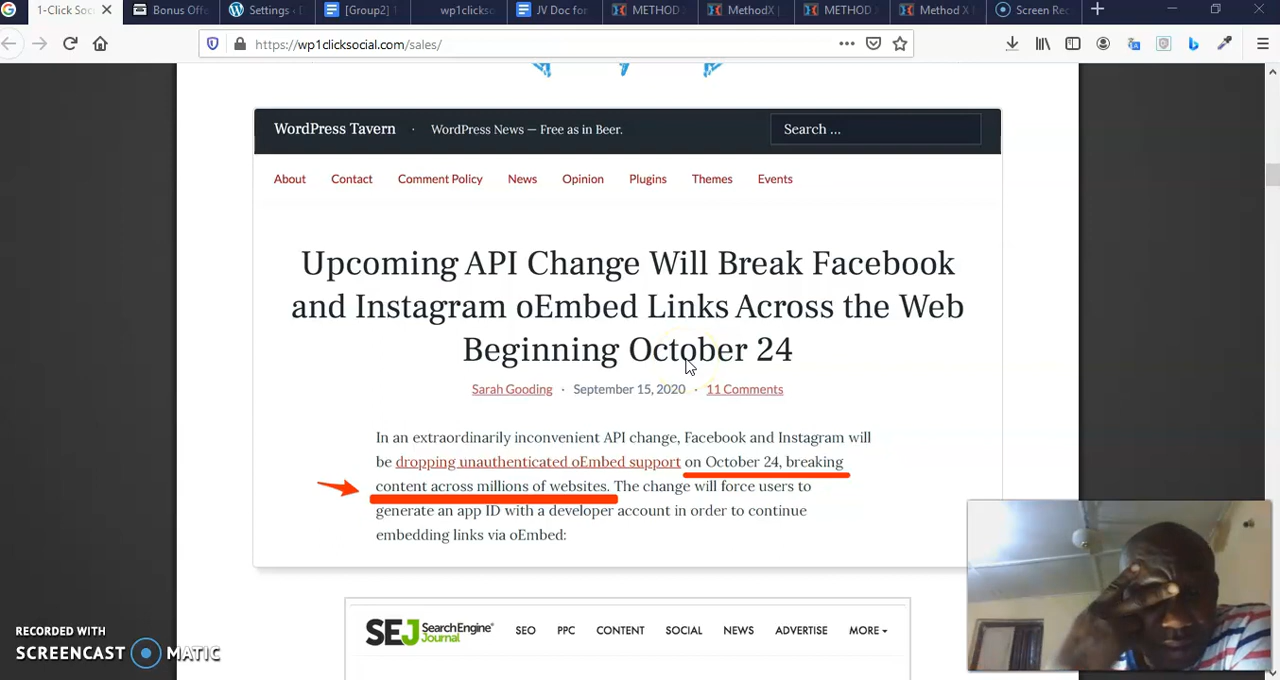 1-Click Soc
Bonus Offe
Settings ‹
[Group2] 1
wp1clickso
JV Doc for
METHOD
MethodX |
METHOD
Method X
Screen Rec
https://wp1clicksocial.com/sales/
WordPress Tavern · WordPress News — Free as in Beer.
Search ...
About Contact Comment Policy News Opinion Plugins Themes Events
Upcoming API Change Will Break Facebook
and Instagram oEmbed Links Across the Web
Beginning October 24
Sarah Gooding · September 15, 2020 · 11 Comments
In an extraordinarily inconvenient API change, Facebook and Instagram will
be dropping unauthenticated oEmbed support on October 24, breaking
content across millions of websites. The change will force users to
generate an app ID with a developer account in order to continue
embedding links via oEmbed:
SEJ SearchEngine Journal
SEO PPC CONTENT SOCIAL NEWS ADVERTISE MORE
RECORDED WITH
SCREENCAST MATIC